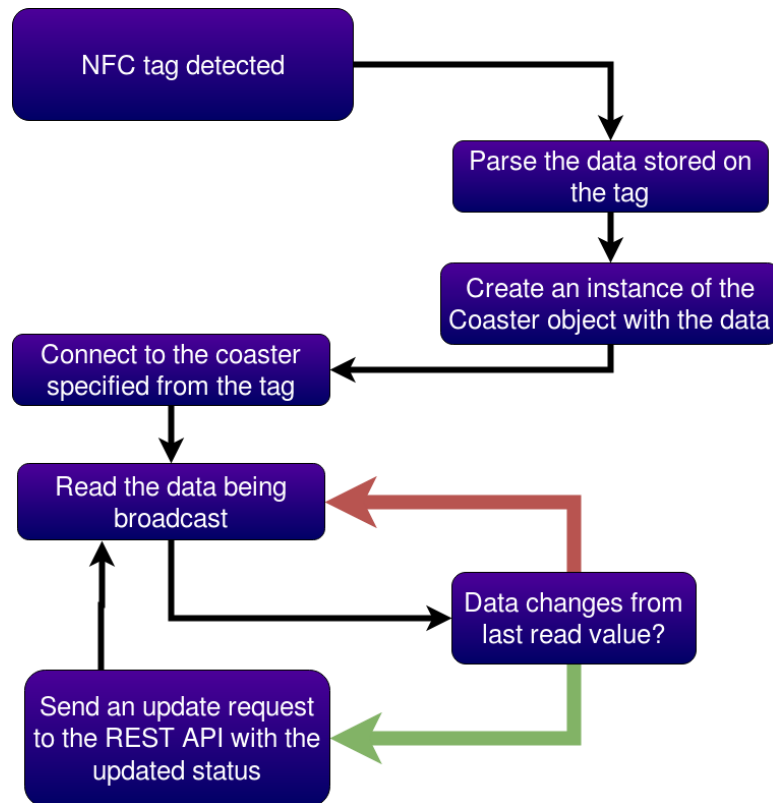 NFC tag detected
Parse the data stored on
the tag
Create an instance of the
Coaster object with the data
Connect to the coaster
specified from the tag
Read the data being
broadcast
Data changes from
last read value?
Send an update request
to the REST API with the
updated status